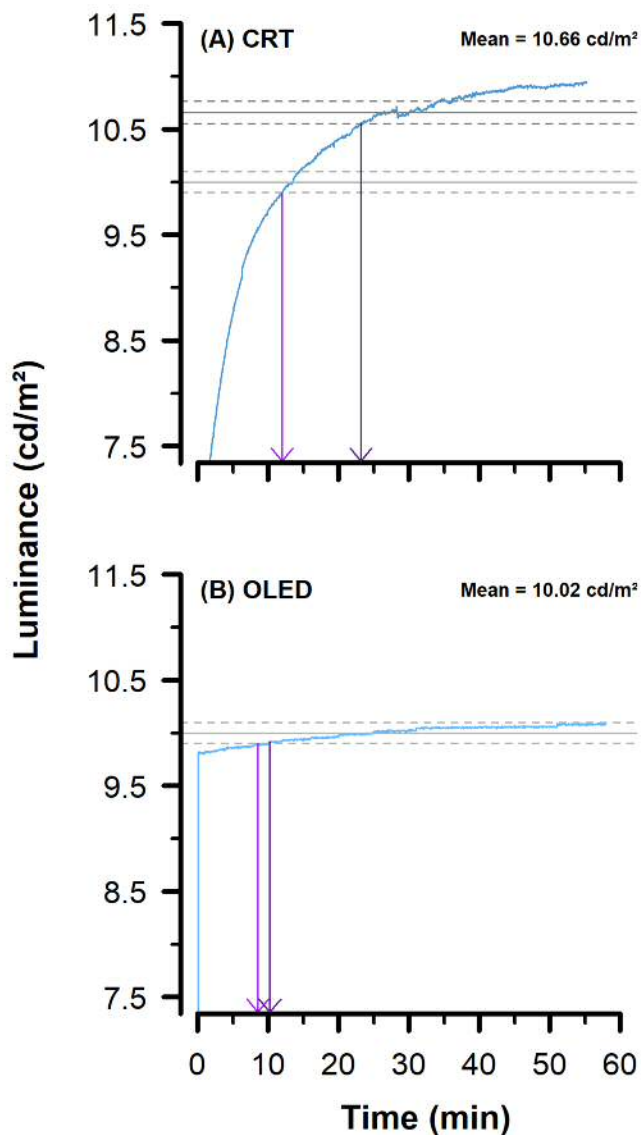 (A) CRT
Mean = 10.66 cd/m²
11.5
10.5
9.5
8.5
7.5
Luminance (cd/m²)
(B) OLED
Mean = 10.02 cd/m²
11.5
10.5
9.5
8.5
7.5
0 10 20 30 40 50 60
Time (min)